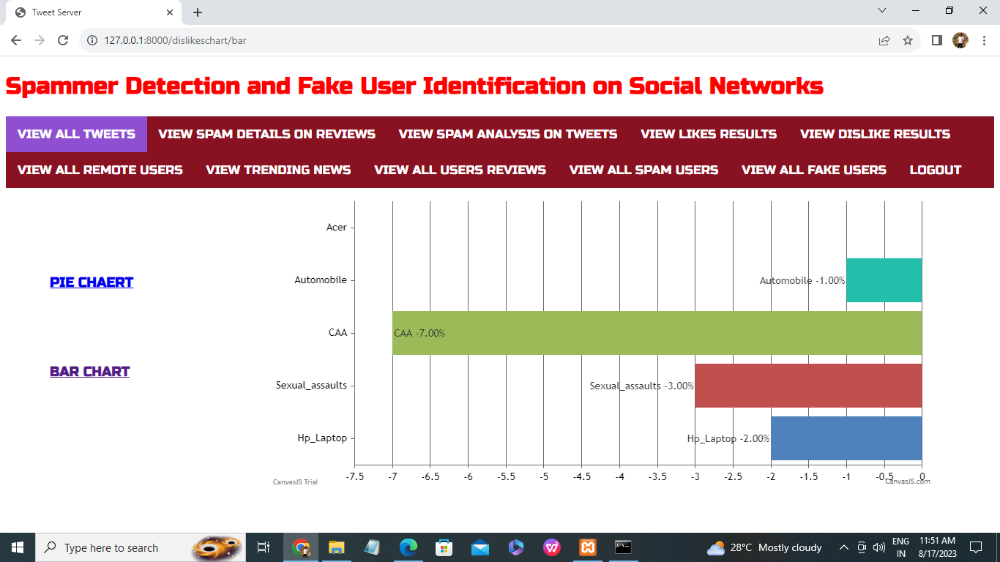 Tweet Server
127.0.0.1:8000/dislikeschart/bar
Spammer Detection and Fake User Identification on Social Networks
VIEW ALL TWEETS VIEW SPAM DETAILS ON REVIEWS VIEW SPAM ANALYSIS ON TWEETS VIEW LIKES RESULTS VIEW DISLIKE RESULTS
VIEW ALL REMOTE USERS VIEW TRENDING NEWS VIEW ALL USERS REVIEWS VIEW ALL SPAM USERS VIEW ALL FAKE USERS LOGOUT
PIE CHAERT
BAR CHART
Acer
Automobile
Automobile -1.00%
CAA
CAA -7.00%
Sexual_assaults
Sexual_assaults -3.00%
Hp_Laptop
Hp_Laptop -2.00%
-7.5 -7 -6.5 -6 -5.5 -5 -4.5 -4 -3.5 -3 -2.5 -2 -1.5 -1 -0.5 0
CanvasJS Trial
CanvasJS.com
Type here to search
28°C Mostly cloudy
ENG
IN
11:51 AM
8/17/2023